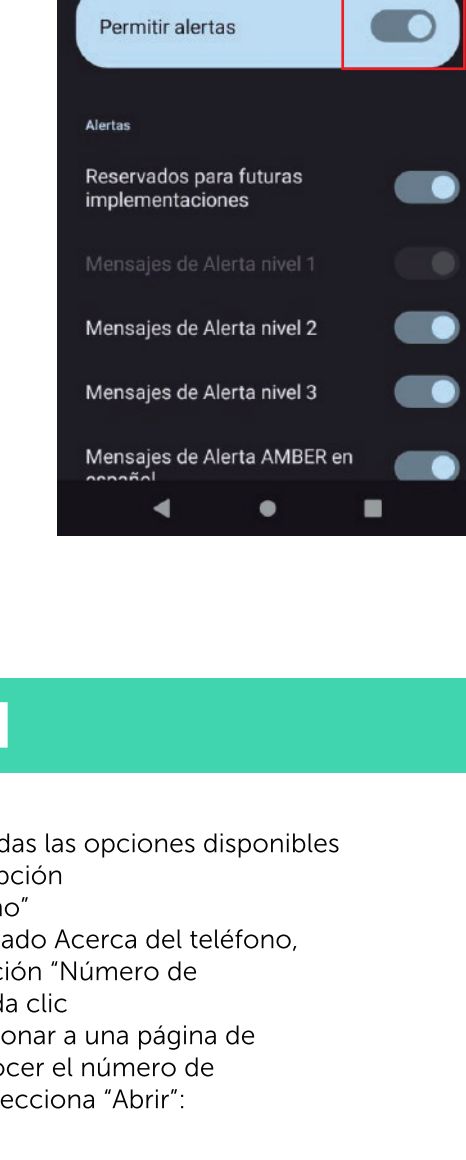 Permitir alertas
Alertas
Reservados para futuras
implementaciones
Mensajes de Alerta nivel 1
Mensajes de Alerta nivel 2
Mensajes de Alerta nivel 3
Mensajes de Alerta AMBER en
español
das las opciones disponibles
no”
ado Acerca del teléfono,
ción “Número de
da clic
onar a una página de
ocer el número de
ecciona “Abrir”: